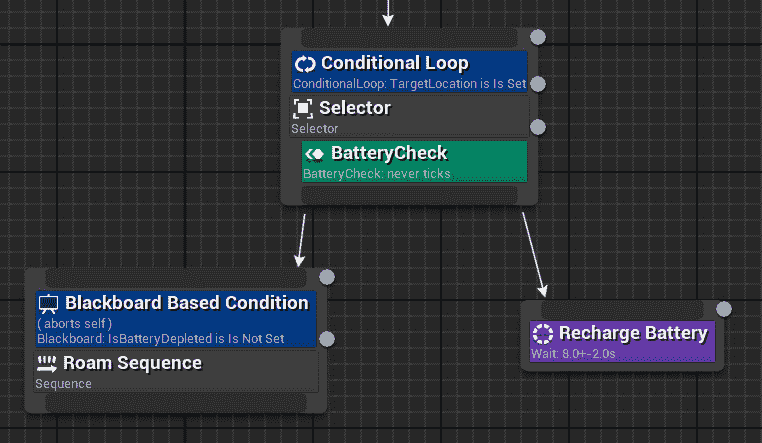 Conditional Loop
ConditionalLoop: TargetLocation is Is Set
Selector
Selector
BatteryCheck
BatteryCheck: never ticks
Blackboard Based Condition
( aborts self )
Blackboard: IsBatteryDepleted is Is Not Set
Roam Sequence
Sequence
Recharge Battery
Wait: 8.0+-2.0s